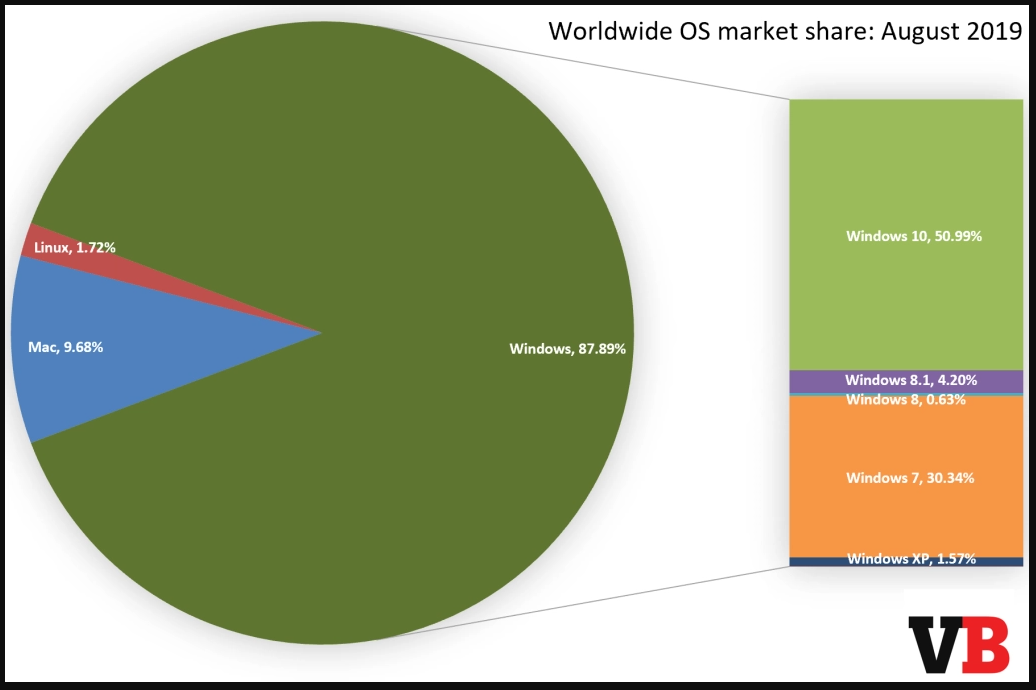 Worldwide OS market share: August 2019
Linux, 1.72%
Mac, 9.68%
Windows, 87.89%
Windows 10, 50.99%
Windows 8.1, 4.20%
Windows 8, 0.63%
Windows 7, 30.34%
Windows XP, 1.57%
VB